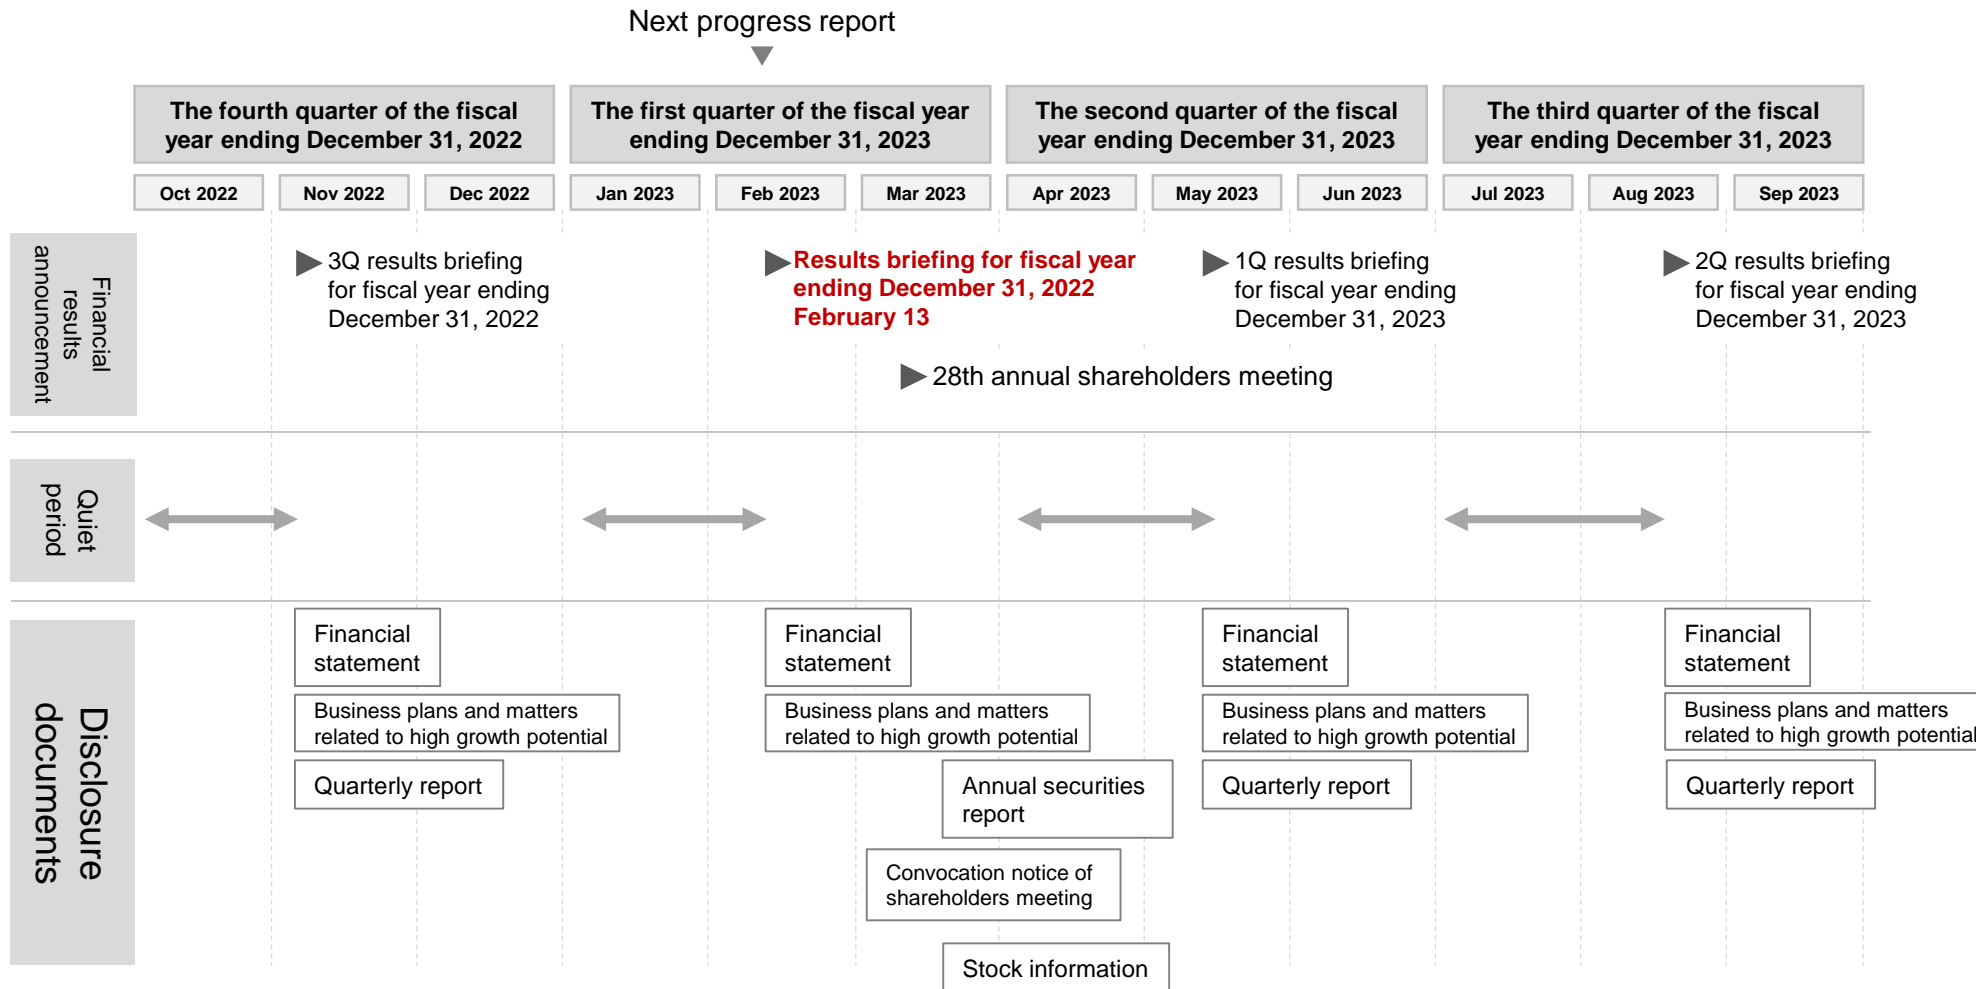 Next progress report
The fourth quarter of the fiscal
year ending December 31, 2022
The first quarter of the fiscal year
ending December 31, 2023
The second quarter of the fiscal
year ending December 31, 2023
The third quarter of the fiscal
year ending December 31, 2023
Oct 2022
Nov 2022
Dec 2022
Jan 2023
Feb 2023
Mar 2023
Apr 2023
May 2023
Jun 2023
Jul 2023
Aug 2023
Sep 2023
Financial
results
announcement
3Q results briefing
for fiscal year ending
December 31, 2022
Results briefing for fiscal year
ending December 31, 2022
February 13
1Q results briefing
for fiscal year ending
December 31, 2023
2Q results briefing
for fiscal year ending
December 31, 2023
28th annual shareholders meeting
Quiet
period
Disclosure
documents
Financial
statement
Business plans and matters
related to high growth potential
Quarterly report
Financial
statement
Business plans and matters
related to high growth potential
Annual securities
report
Convocation notice of
shareholders meeting
Stock information
Financial
statement
Business plans and matters
related to high growth potential
Quarterly report
Financial
statement
Business plans and matters
related to high growth potential
Quarterly report